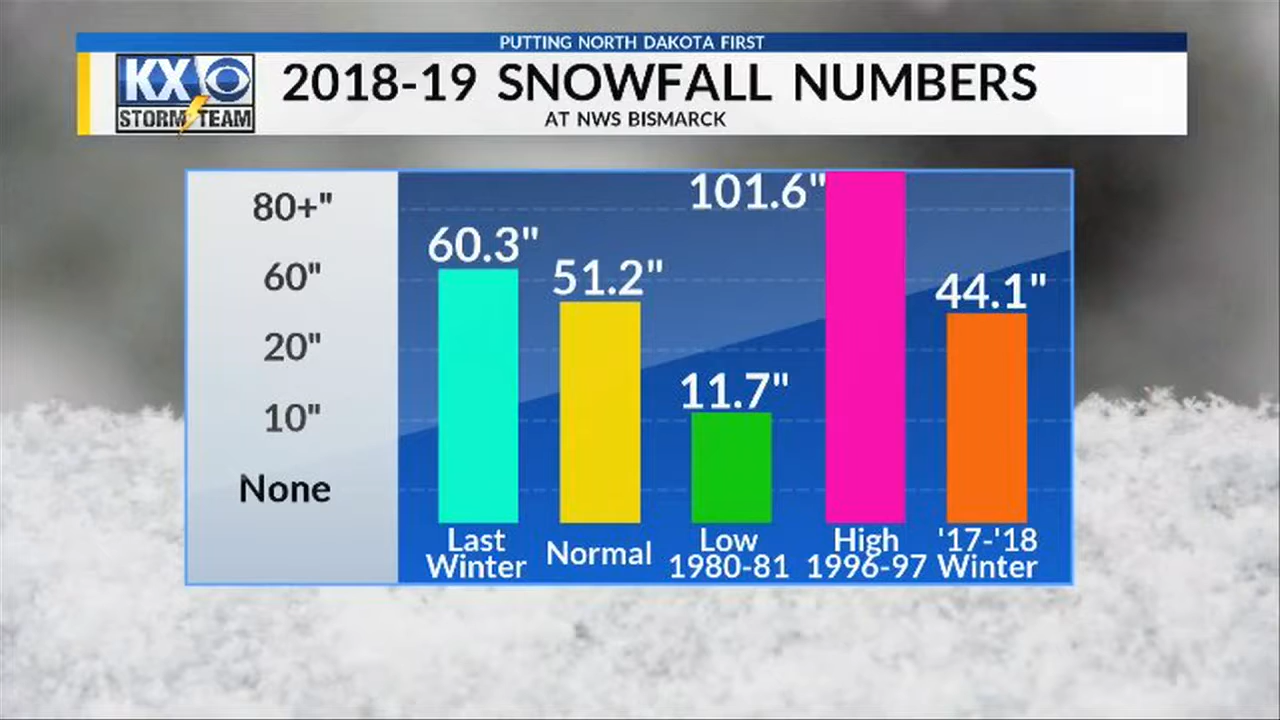 PUTTING NORTH DAKOTA FIRST
KX
STORM TEAM
2018-19 SNOWFALL NUMBERS
AT NWS BISMARCK
80+"
60"
20"
10"
None
60.3"
51.2"
11.7"
101.6"
44.1"
Last
Winter
Normal
Low
1980-81
High
1996-97
'17-'18
Winter